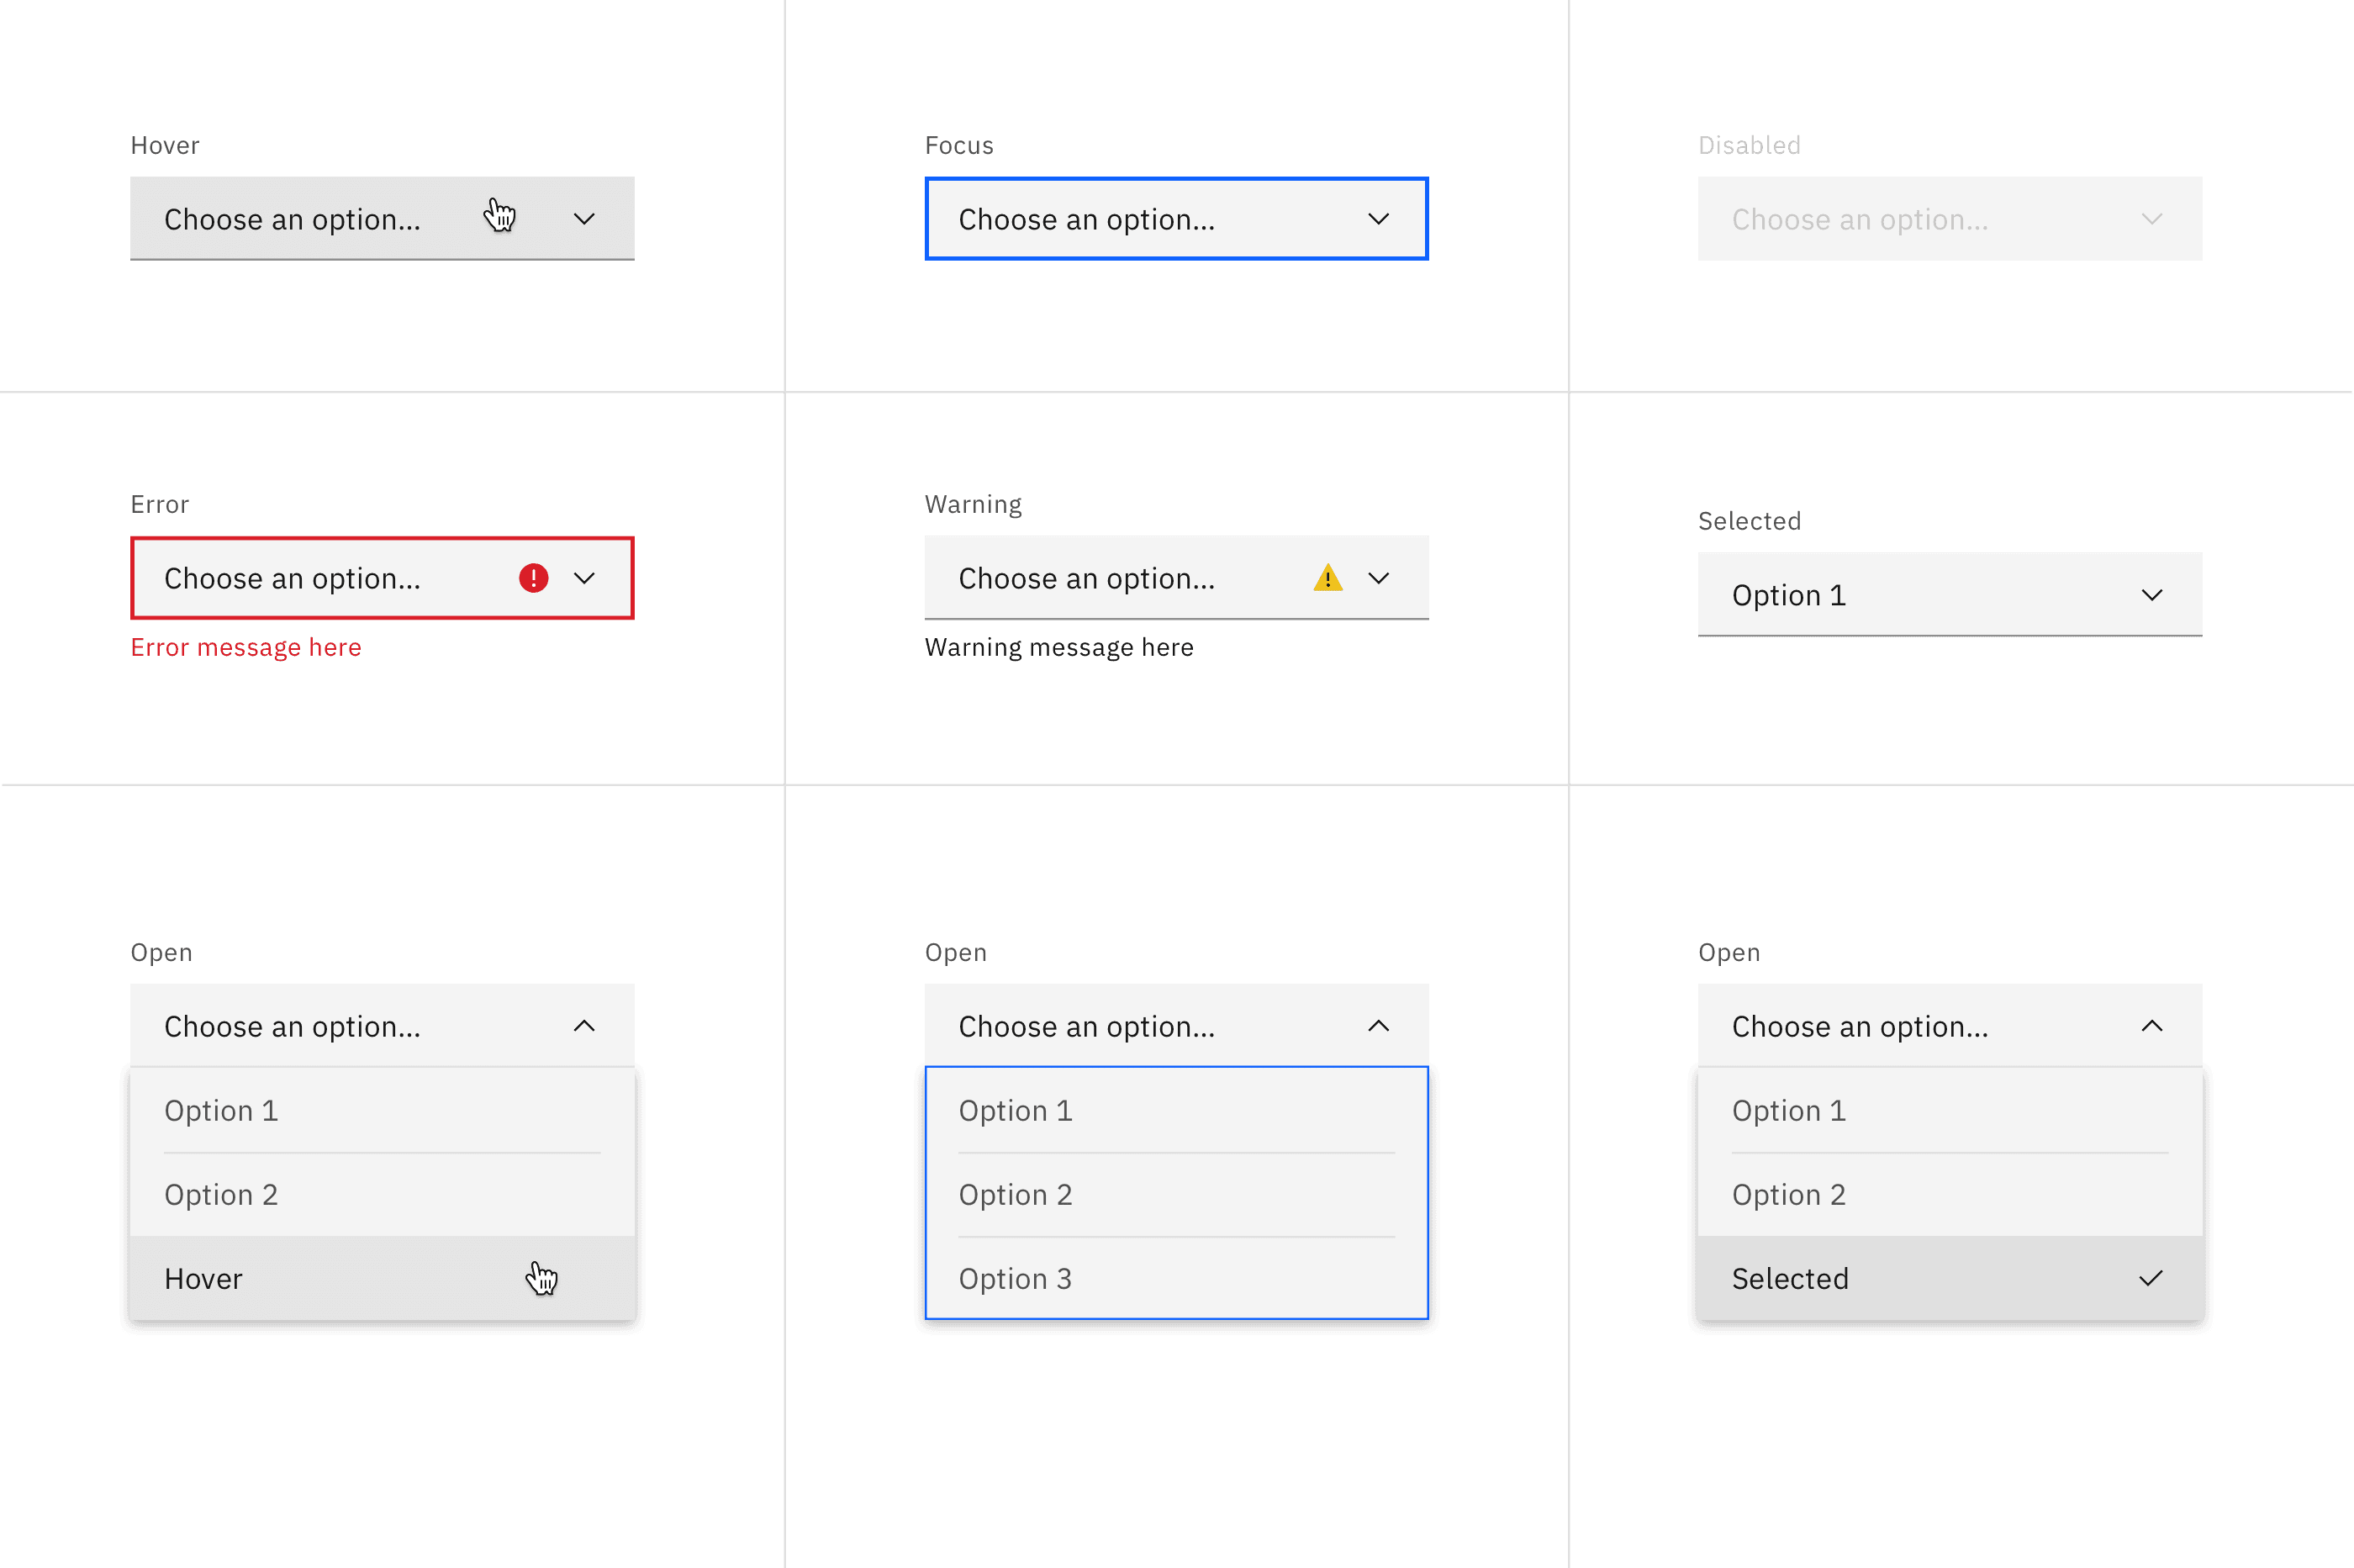 Hover
Choose an option...
Focus
Choose an option...
Disabled
Choose an option...
Error
Choose an option...
Error message here
Warning
Choose an option...
Warning message here
Selected
Option 1
Open
Choose an option...
Option 1
Option 2
Hover
Open
Choose an option...
Option 1
Option 2
Option 3
Open
Choose an option...
Option 1
Option 2
Selected